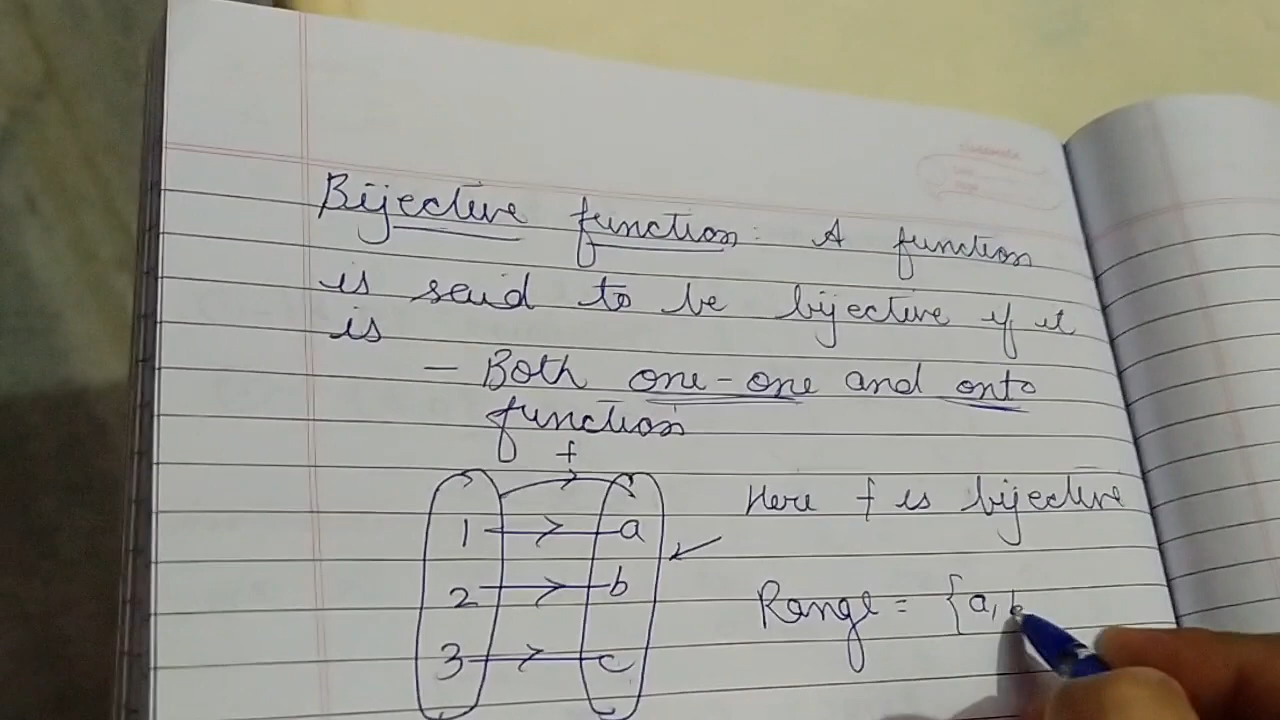 Bijective function: A function
is said to be bijective if it
is
— Both one-one and onto
function
f
1 a
2 b
3 c
Here f is bijective
Range = {a, b